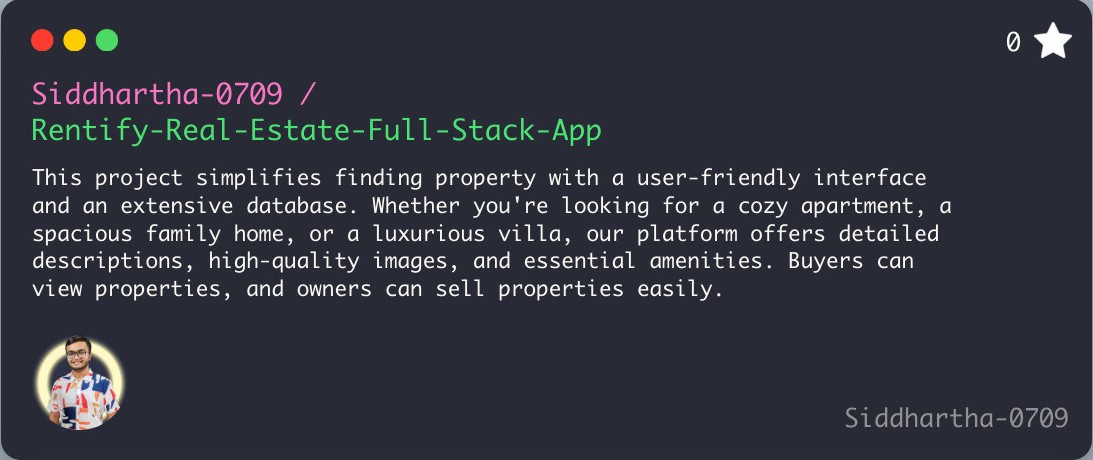 0
Siddhartha-0709 /
Rentify-Real-Estate-Full-Stack-App
This project simplifies finding property with a user-friendly interface
and an extensive database. Whether you're looking for a cozy apartment, a
spacious family home, or a luxurious villa, our platform offers detailed
descriptions, high-quality images, and essential amenities. Buyers can
view properties, and owners can sell properties easily.
Siddhartha-0709